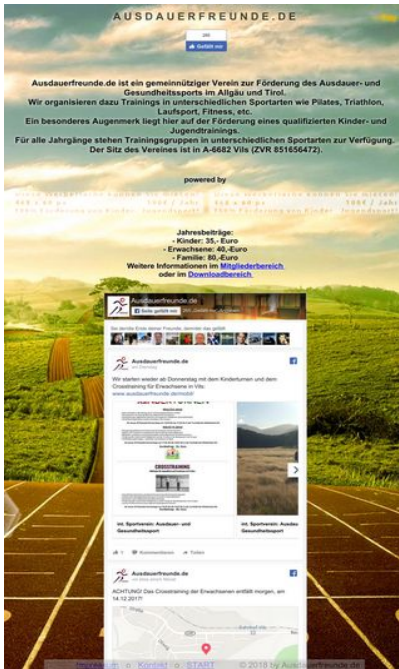 AUSDAUERFREUNDE.DE
Gefällt mir
Ausdauerfreunde.de ist ein gemeinnütziger Verein zur Förderung des Ausdauer- und
Gesundheitssports im Allgäu und Tirol.
Wir organisieren dazu Trainings in unterschiedlichen Sportarten wie Pilates, Triathlon,
Laufsport, Fitness, etc.
Ein besonderes Augenmerk liegt hier auf der Förderung eines qualifizierten Kinder- und
Jugendtrainings.
Für alle Jahrgänge stehen Trainingsgruppen in unterschiedlichen Sportarten zur Verfügung.
Der Sitz des Vereines ist in A-6682 Vils (ZVR 851656472).
powered by
Jahresbeiträge:
- Kinder: 35,- Euro
- Erwachsene: 40,-Euro
- Familie: 80,-Euro
Weitere Informationen im Mitgliederbereich
oder im Downloadbereich
Ausdauerfreunde.de
Seite gefällt mir
Ausdauerfreunde.de
Wir starten wieder ab Donnerstag mit dem Kinderturnen und dem
Crosstraining für Erwachsene in Vils.
www.ausdauerfreunde.de/mobil/
CROSSTRAINING
int. Sportverein: Ausdauer- und
Gesundheitssport
int. Sportverein: Ausdau
Gesundheitssport
Kommentieren
Teilen
Ausdauerfreunde.de
ACHTUNG! Das Crosstraining der Erwachsenen entfällt morgen, am
14.12.2017!
Impressum o Kontakt o START © 2018 by Ausdauerfreunde.de